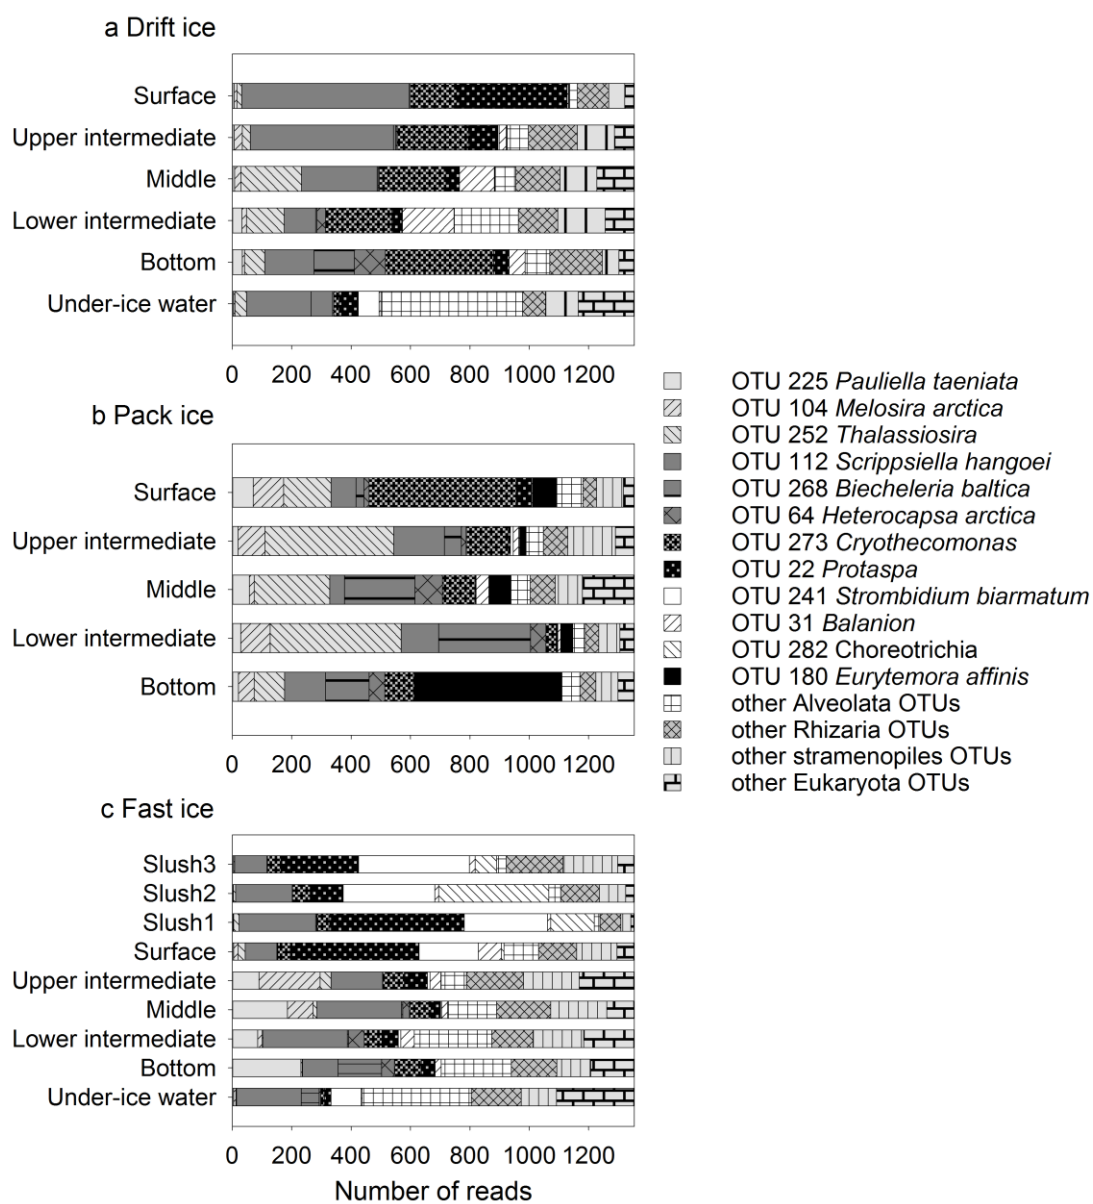 a Drift ice
Surface
Upper intermediate
Middle
Lower intermediate
Bottom
Under-ice water
0 200 400 600 800 1000 1200
b Pack ice
Surface
Upper intermediate
Middle
Lower intermediate
Bottom
0 200 400 600 800 1000 1200
OTU 225 Pauliella taeniata
OTU 104 Melosira arctica
OTU 252 Thalassiosira
OTU 112 Scrippsiella hangoei
OTU 268 Biecheleria baltica
OTU 64 Heterocapsa arctica
OTU 273 Cryothecomonas
OTU 22 Protaspa
OTU 241 Strombidium biarmatum
OTU 31 Balanion
OTU 282 Choreotrichia
OTU 180 Eurytemora affinis
other Alveolata OTUs
other Rhizaria OTUs
other stramenopiles OTUs
other Eukaryota OTUs
c Fast ice
Slush3
Slush2
Slush1
Surface
Upper intermediate
Middle
Lower intermediate
Bottom
Under-ice water
0 200 400 600 800 1000 1200
Number of reads